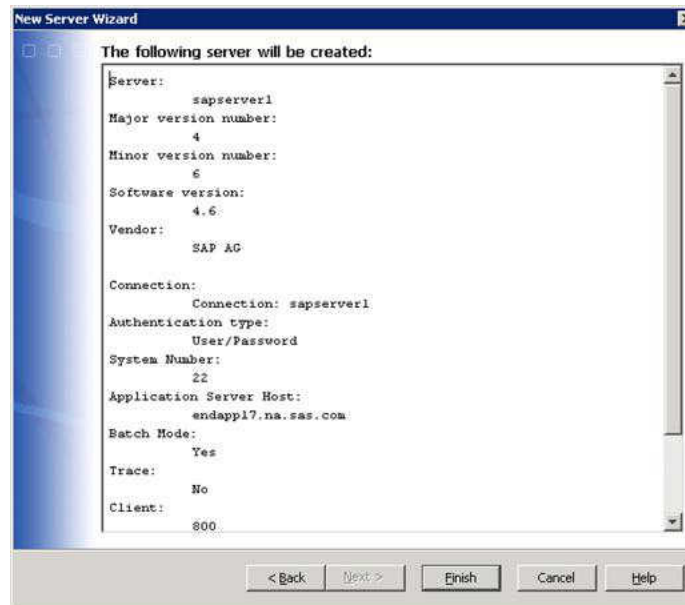 New Server Wizard
The following server will be created:
Server:
sapserver1
Major version number:
4
Minor version number:
6
Software version:
4.6
Vendor:
SAP AG
Connection:
Connection: sapserver1
Authentication type:
User/Password
System Number:
22
Application Server Host:
endapp17.na.sas.com
Batch Mode:
Yes
Trace:
No
Client:
800
< Back Next > Finish Cancel Help